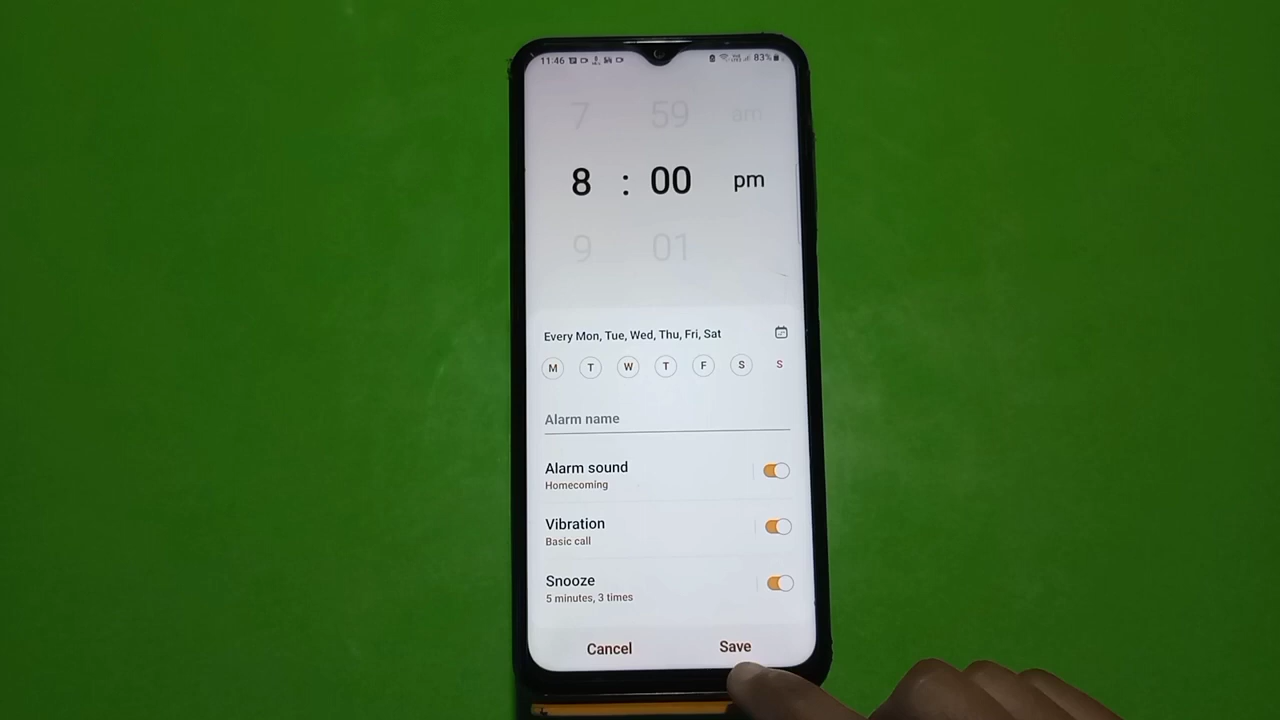 11:46 83%
7 59 am
8 : 00 pm
9 01
Every Mon, Tue, Wed, Thu, Fri, Sat
M T W T F S S
Alarm name
Alarm sound
Homecoming
Vibration
Basic call
Snooze
5 minutes, 3 times
Cancel Save